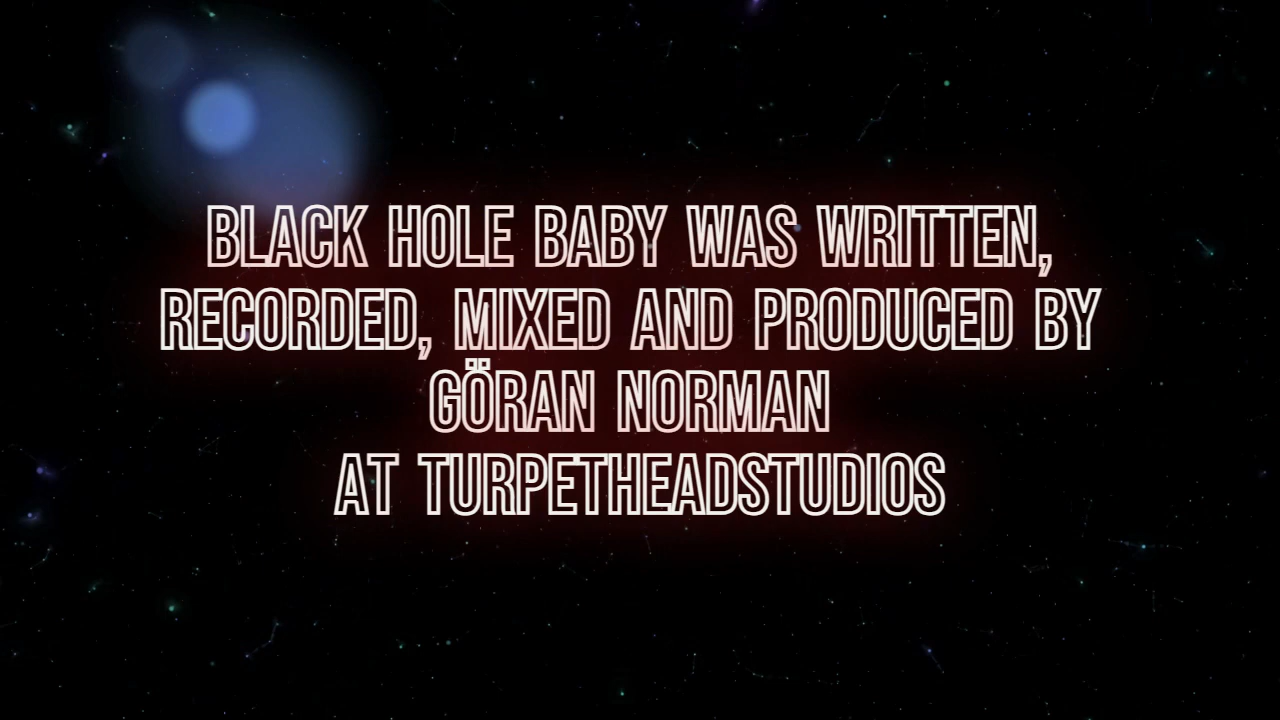 BLACK HOLE BABY WAS WRITTEN,
RECORDED, MIXED AND PRODUCED BY
GÖRAN NORMAN
AT TURPETHEADSTUDIOS